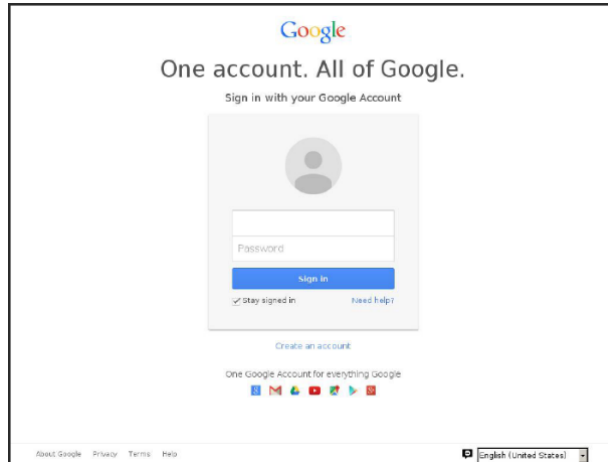 Google
One account. All of Google.
Sign in with your Google Account
Password
Sign in
Stay signed in Need help?
Create an account
One Google Account for everything Google
About Google Privacy Terms Help English (United States)